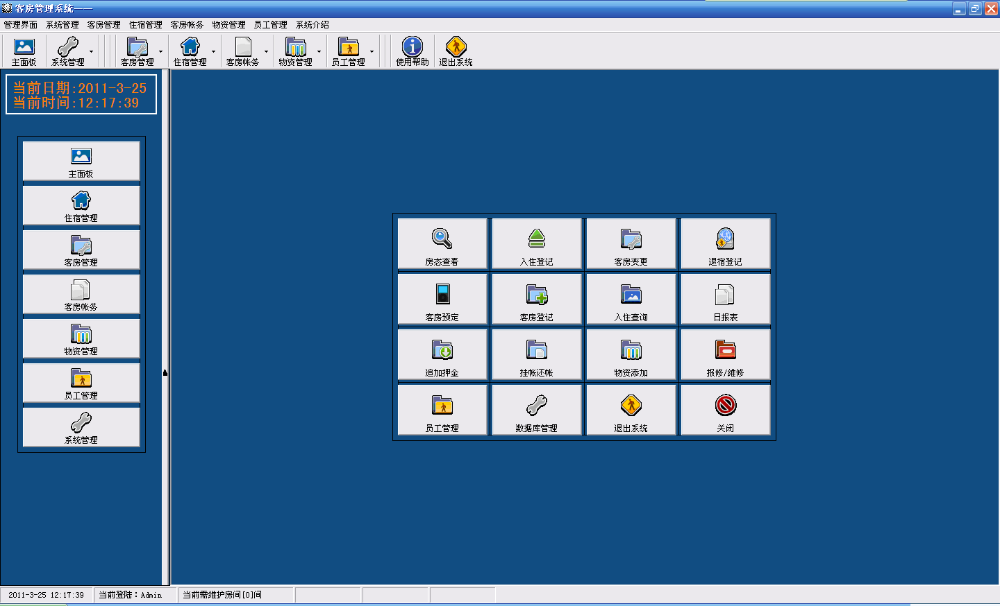 客房管理系统——
管理界面 系统管理 客房管理 住宿管理 客房帐务 物资管理 员工管理 系统介绍
主面板 系统管理 客房管理 住宿管理 客房帐务 物资管理 员工管理 使用帮助 退出系统
当前日期:2011-3-25
当前时间:12:17:39
主面板
住宿管理
客房管理
客房帐务
物资管理
员工管理
系统管理
房态查看 入住登记 客房变更 退宿登记
客房预定 客房登记 入住查询 日报表
追加押金 挂帐还帐 物资添加 报修/维修
员工管理 数据库管理 退出系统 关闭
2011-3-25 12:17:39 当前登陆：Admin 当前需维护房间[0]间